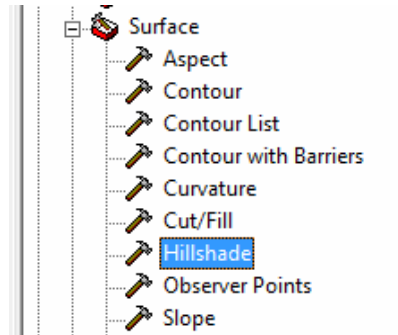 Surface
Aspect
Contour
Contour List
Contour with Barriers
Curvature
Cut/Fill
Hillshade
Observer Points
Slope